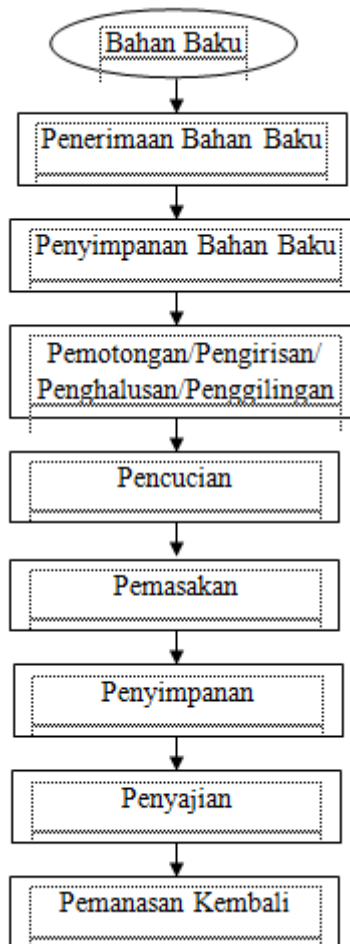 Bahan Baku
Penerimaan Bahan Baku
Penyimpanan Bahan Baku
Pemotongan/Pengirisan/
Penghalusan/Penggilingan
Pencucian
Pemasakan
Penyimpanan
Penyajian
Pemanasan Kembali